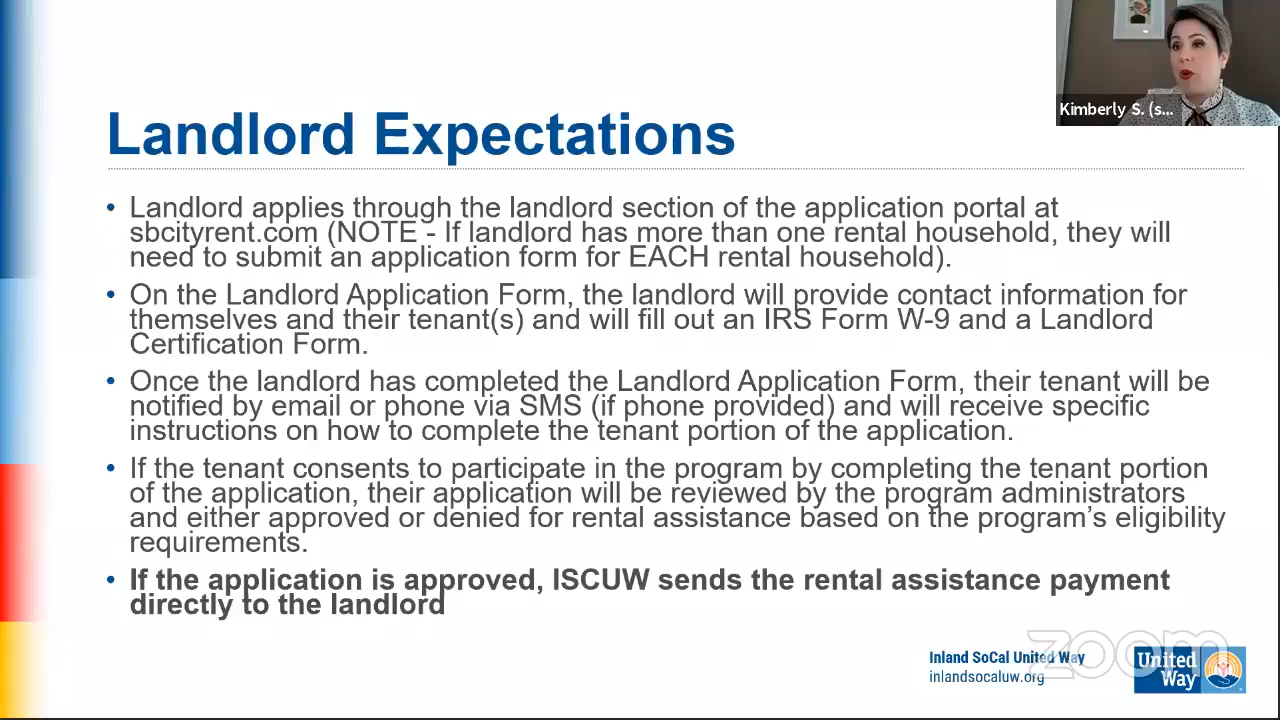 Kimberly S. (s...
Landlord Expectations
• Landlord applies through the landlord section of the application portal at
sbcityrent.com (NOTE - If landlord has more than one rental household, they will
need to submit an application form for EACH rental household).
• On the Landlord Application Form, the landlord will provide contact information for
themselves and their tenant(s) and will fill out an IRS Form W-9 and a Landlord
Certification Form.
• Once the landlord has completed the Landlord Application Form, their tenant will be
notified by email or phone via SMS (if phone provided) and will receive specific
instructions on how to complete the tenant portion of the application.
• If the tenant consents to participate in the program by completing the tenant portion
of the application, their application will be reviewed by the program administrators
and either approved or denied for rental assistance based on the program’s eligibility
requirements.
• If the application is approved, ISCUW sends the rental assistance payment
directly to the landlord
zoom
Inland SoCal United Way
inlandsocaluw.org
United
Way